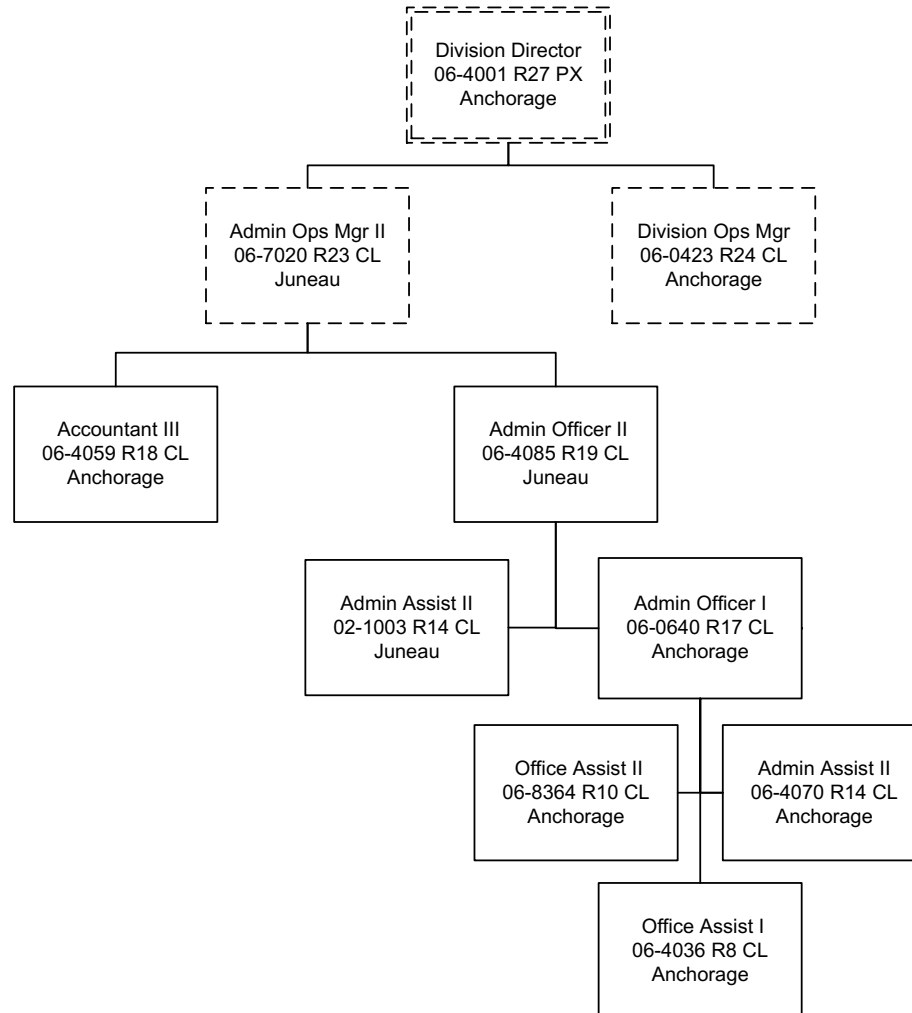 Division Director
06-4001 R27 PX
Anchorage
Admin Ops Mgr II
06-7020 R23 CL
Juneau
Division Ops Mgr
06-0423 R24 CL
Anchorage
Accountant III
06-4059 R18 CL
Anchorage
Admin Officer II
06-4085 R19 CL
Juneau
Admin Assist II
02-1003 R14 CL
Juneau
Admin Officer I
06-0640 R17 CL
Anchorage
Office Assist II
06-8364 R10 CL
Anchorage
Admin Assist II
06-4070 R14 CL
Anchorage
Office Assist I
06-4036 R8 CL
Anchorage